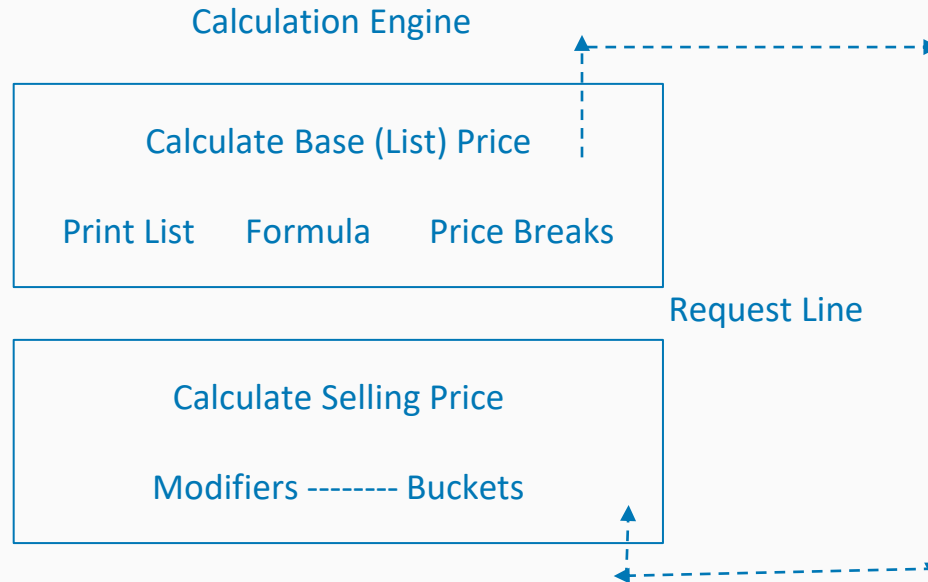 Calculation Engine
Calculate Base (List) Price
Print List Formula Price Breaks
Request Line
Calculate Selling Price
Modifiers -------- Buckets